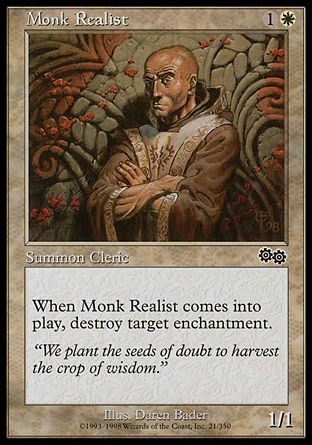 Monk Realist 1
Summon Cleric
When Monk Realist comes into
play, destroy target enchantment.
“We plant the seeds of doubt to harvest
the crop of wisdom.”
Illus. Daren Bader
©1993-1998 Wizards of the Coast, Inc. 21/350
1/1